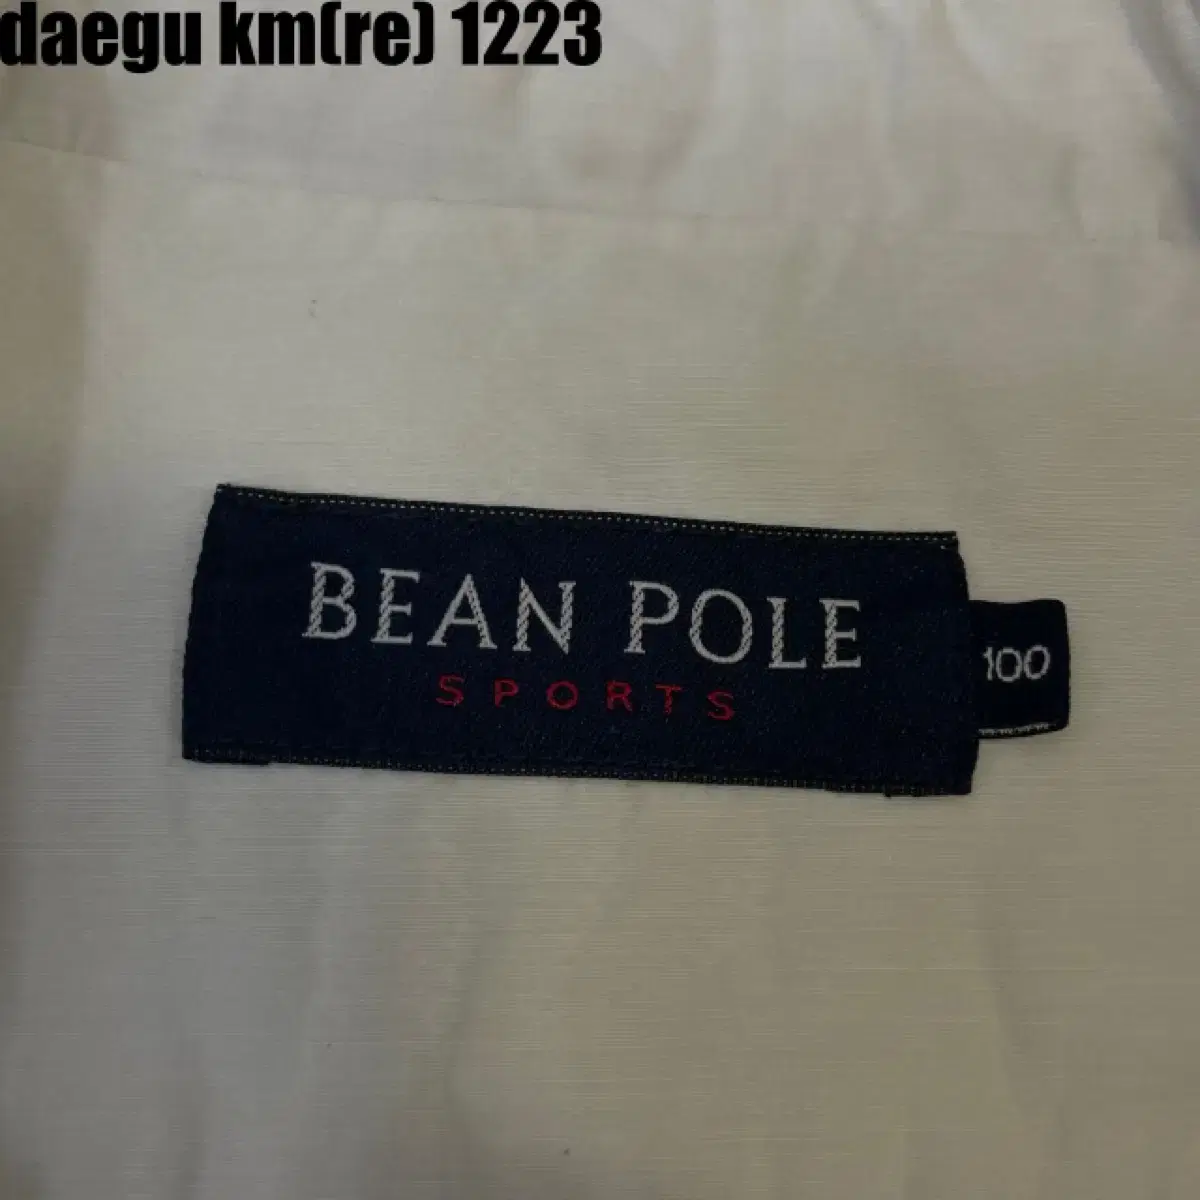 daegu km(re) 1223
BEAN POLE
SPORTS
100